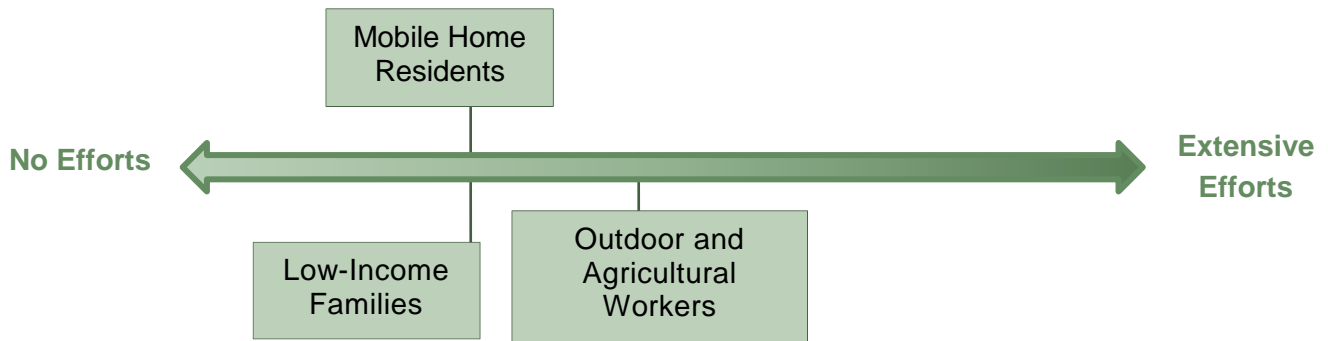 Mobile Home
Residents
No Efforts
Extensive
Efforts
Low-Income
Families
Outdoor and
Agricultural
Workers